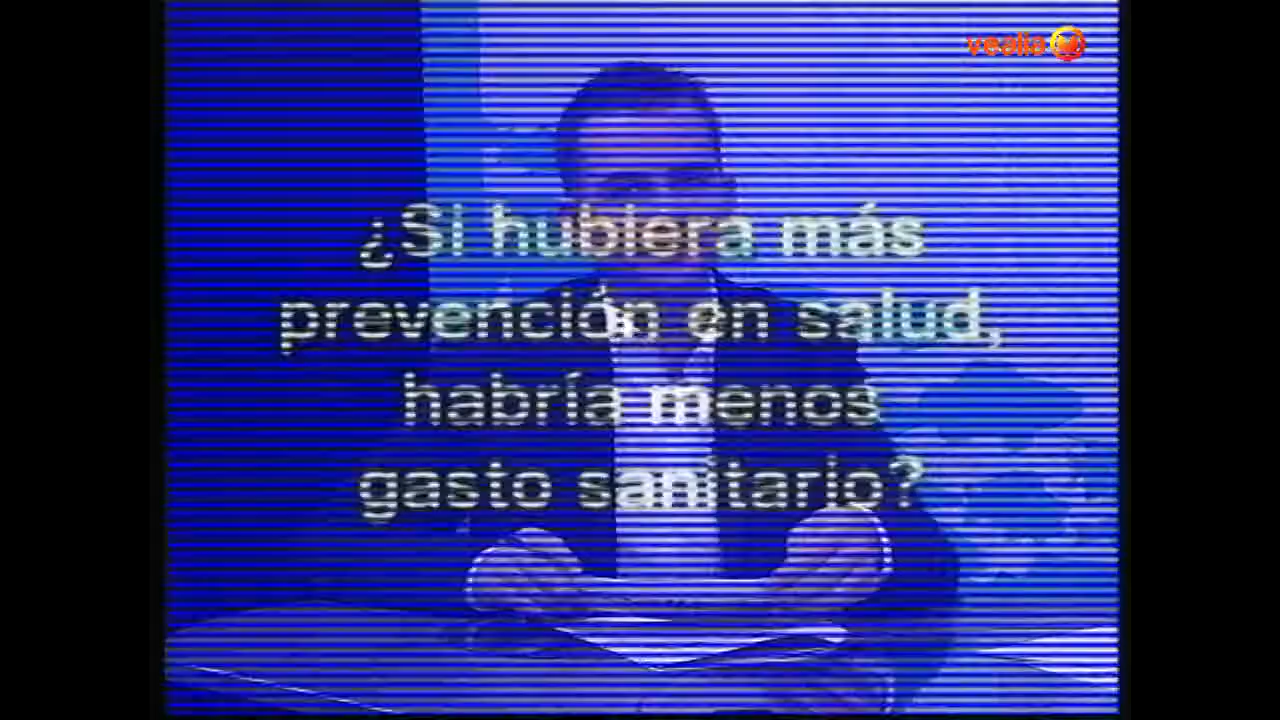 vealia
¿Si hubiera más
prevención en salud,
habría menos
gasto sanitario?